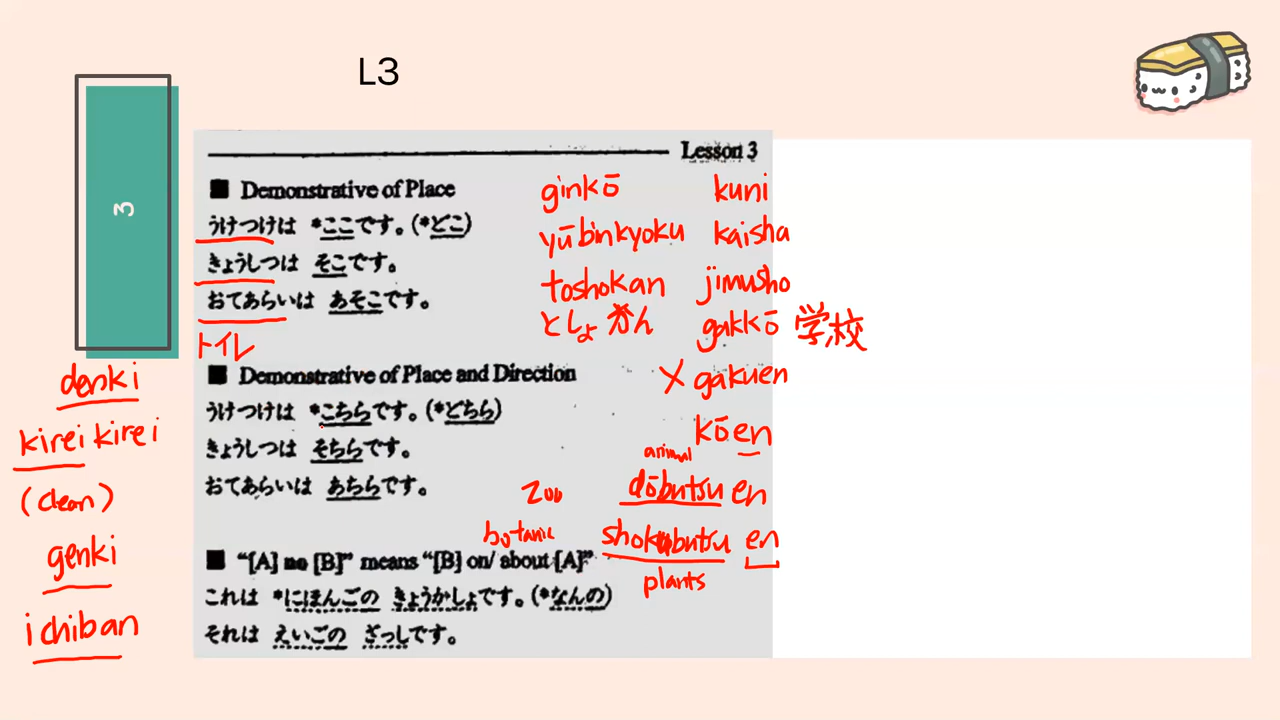 L3
3
Lesson 3
■ Demonstrative of Place
うけつけは *ここです。(*どこ)
きょうしつは そこです。
おてあらいは あそこです。
トイレ
■ Demonstrative of Place and Direction
うけつけは *こちらです。(*どちら)
きょうしつは そちらです。
おてあらいは あちらです。
■ "[A] no [B]" means "[B] on/ about [A]"
これは *にほんごの きょうかしょです。(*なんの)
それは えいごの ざっしです。
ginkō
yūbinkyoku
toshokan
としょかん
kuni
kaisha
jimusho
gakkō 学校
X gakuen
kōen
animal
zoo dōbutsu en
botanic shokubutsu en
plants
denki
kirei kirei
(clean)
genki
ichiban